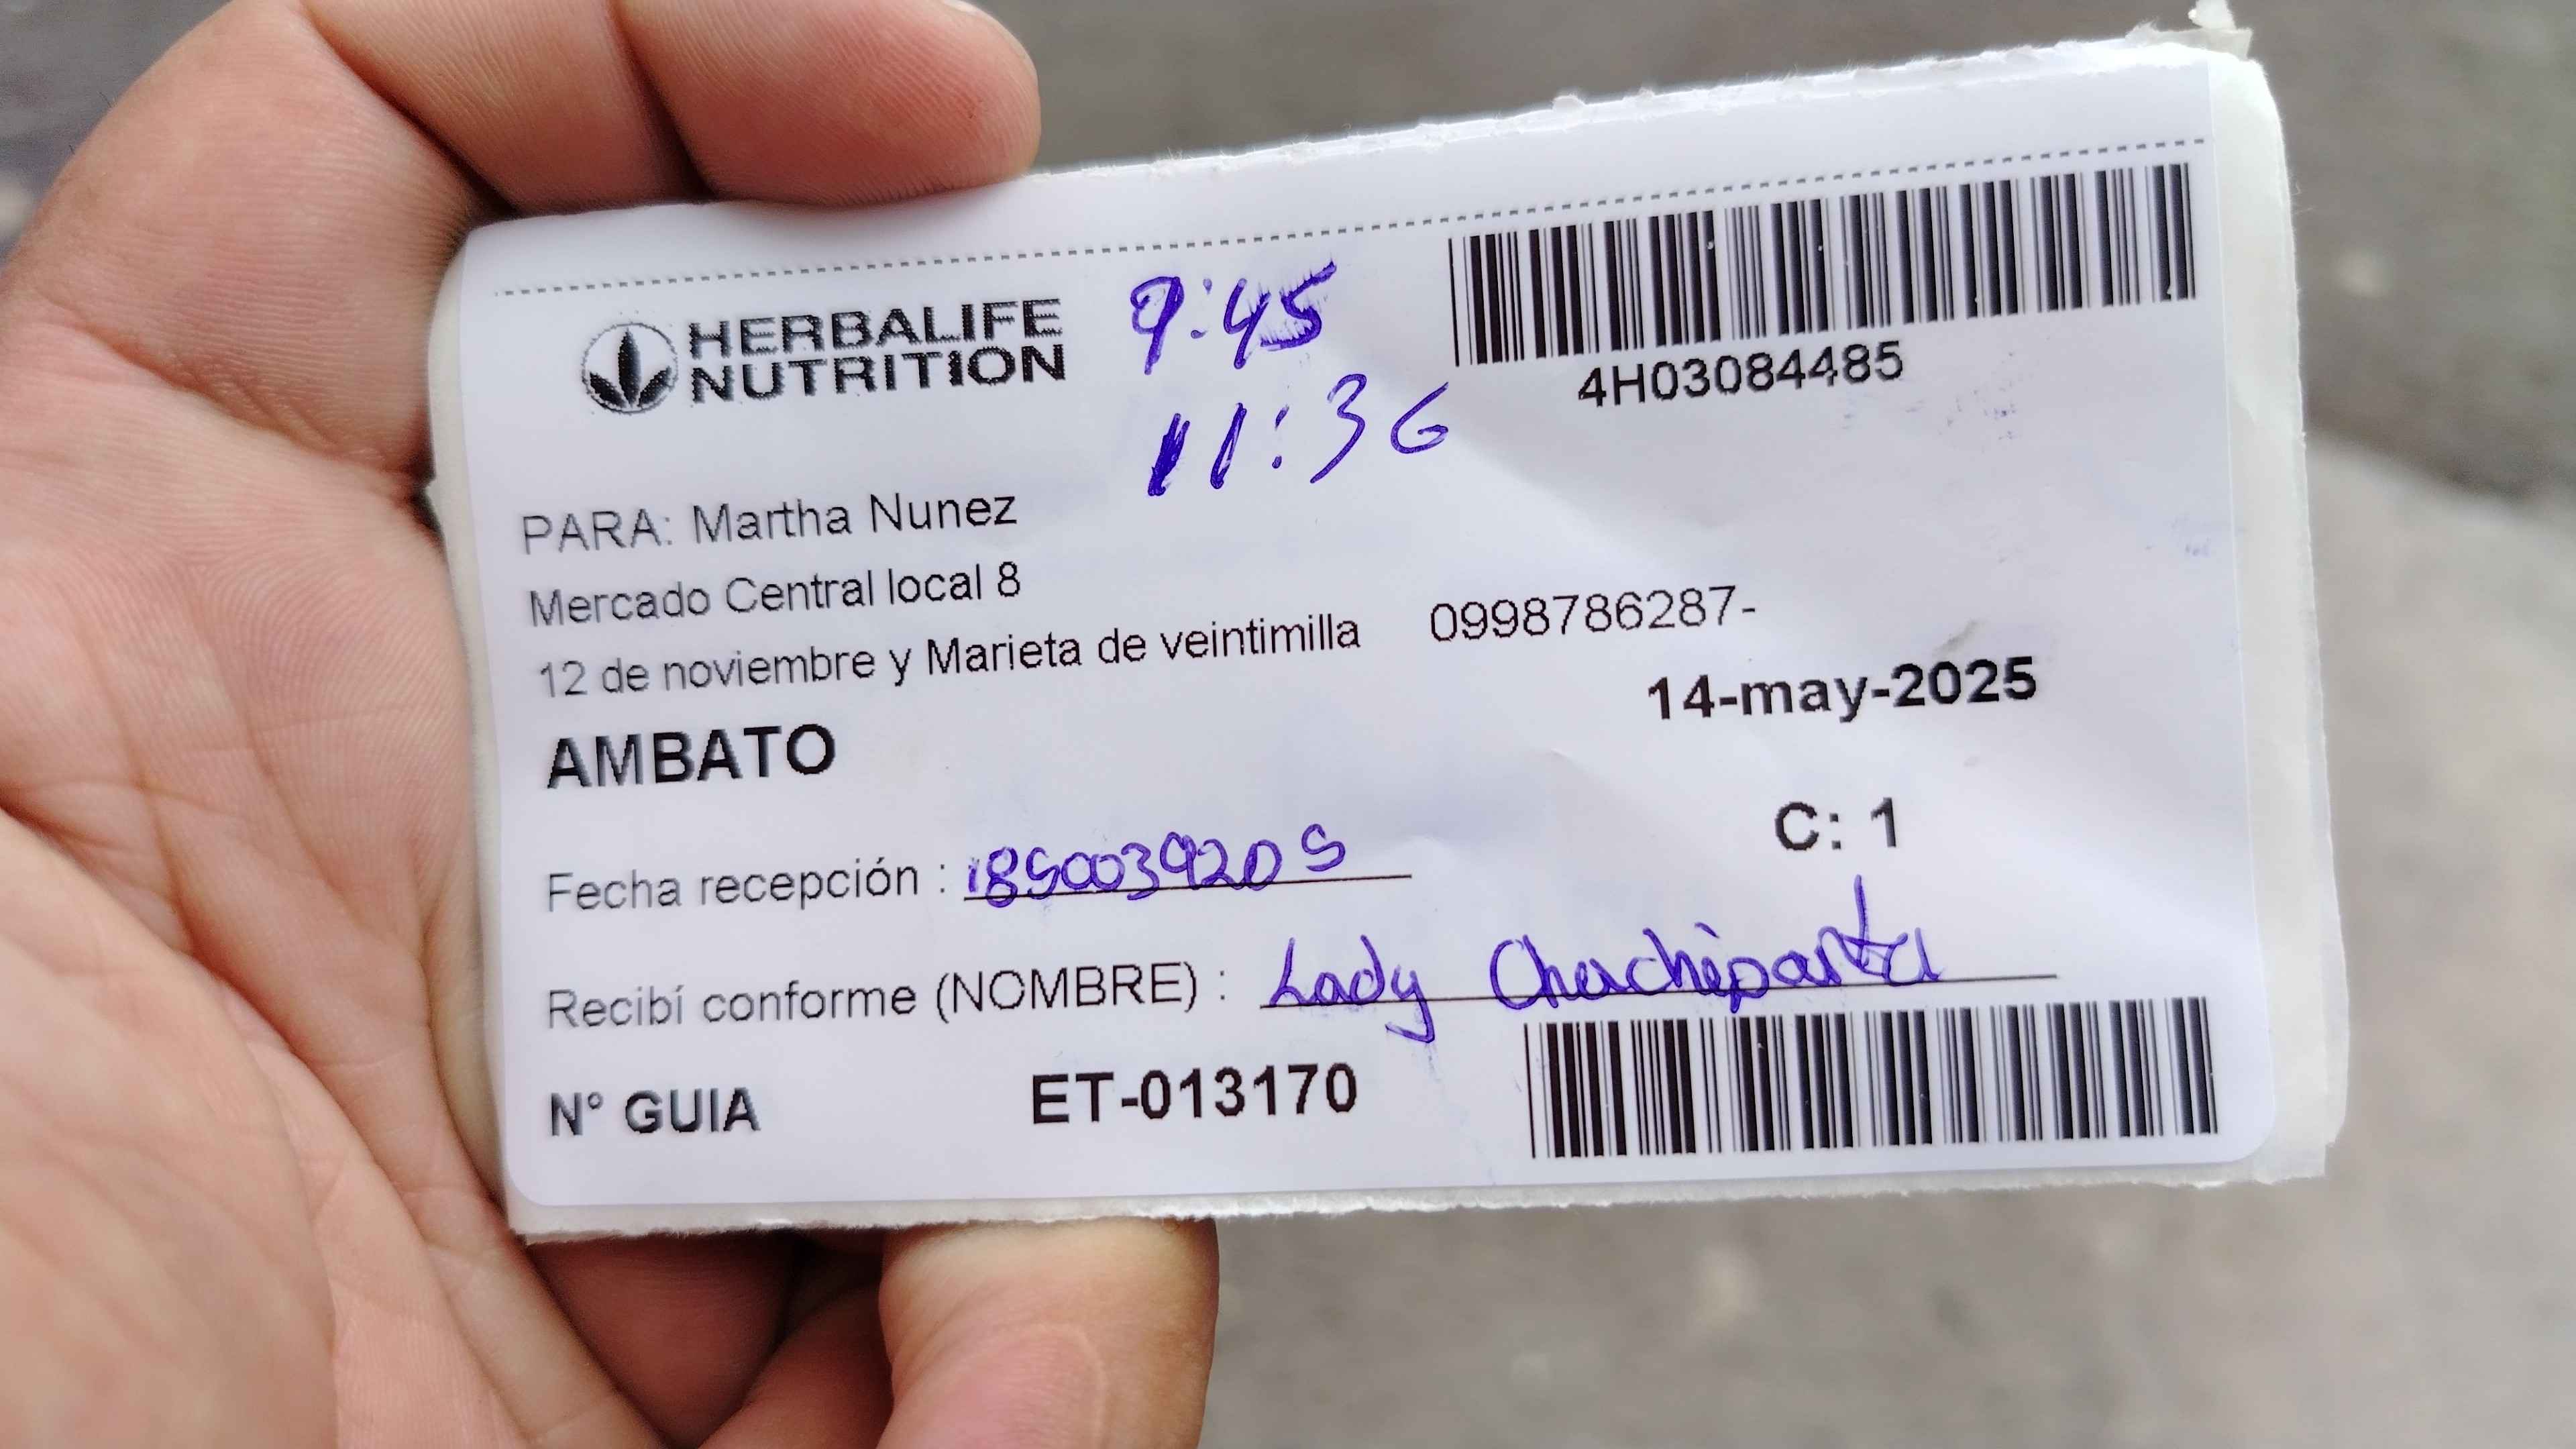 HERBALIFE
NUTRITION
9:45
11:36
4H03084485
PARA: Martha Nunez
Mercado Central local 8
12 de noviembre y Marieta de veintimilla 0998786287-
14-may-2025
AMBATO
C: 1
Fecha recepción : 1850039205
Recibí conforme (NOMBRE) : Lady Chachipanta
N° GUIA ET-013170